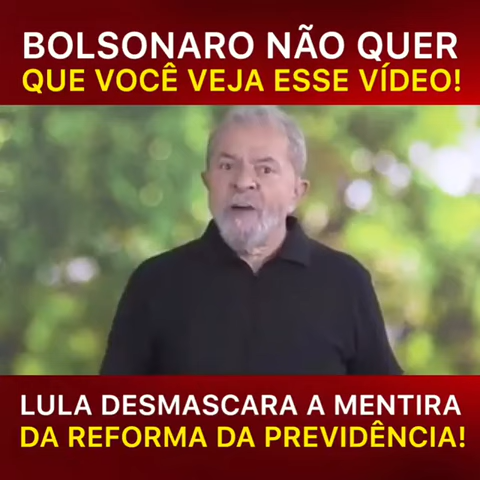 BOLSONARO NÃO QUER
QUE VOCÊ VEJA ESSE VÍDEO!
LULA DESMASCARA A MENTIRA
DA REFORMA DA PREVIDÊNCIA!